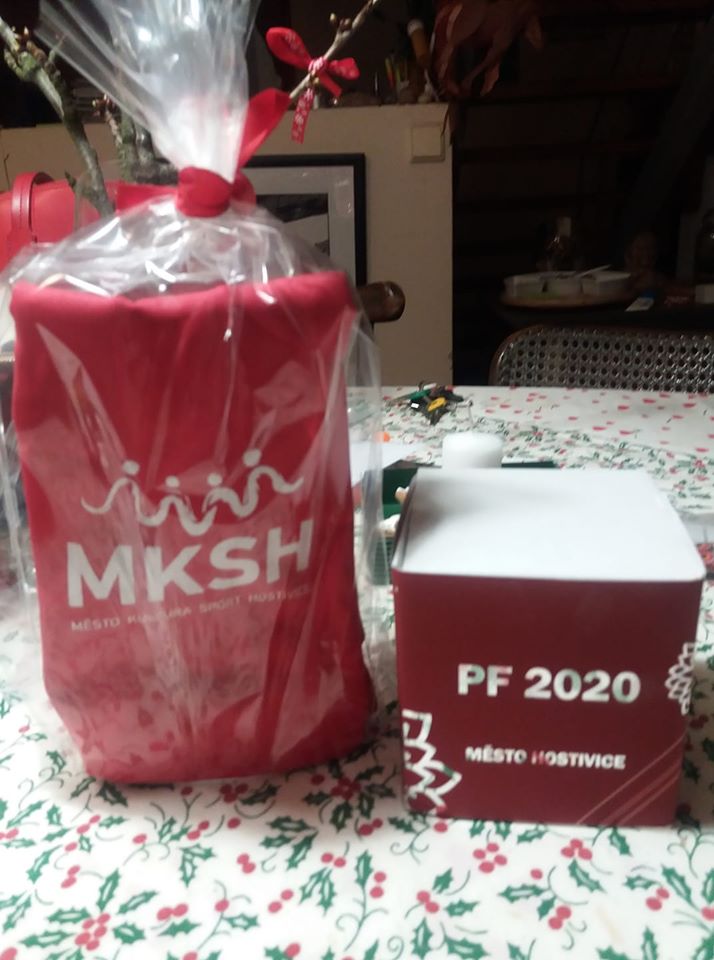 MKSH
MĚSTO KULTURA SPORT HOSTIVICE
PF 2020
MĚSTO HOSTIVICE